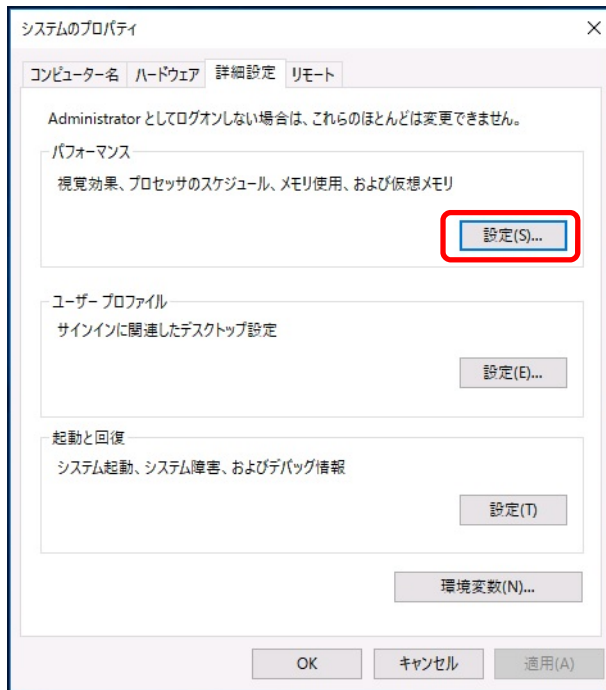 システムのプロパティ
コンピューター名 ハードウェア 詳細設定 リモート
Administrator としてログオンしない場合は、これらのほとんどは変更できません。
パフォーマンス
視覚効果、プロセッサのスケジュール、メモリ使用、および仮想メモリ
設定(S)...
ユーザー プロファイル
サインインに関連したデスクトップ設定
設定(E)...
起動と回復
システム起動、システム障害、およびデバッグ情報
設定(T)
環境変数(N)...
OK キャンセル 適用(A)